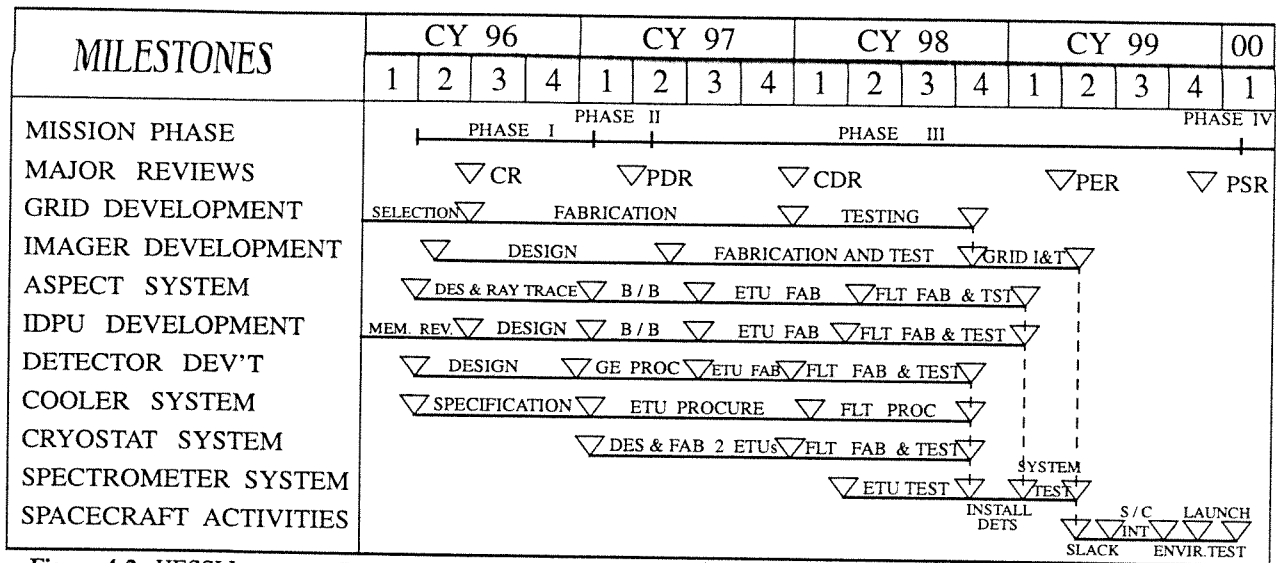 MILESTONES
CY 96 CY 97 CY 98 CY 99 00
1 2 3 4 1 2 3 4 1 2 3 4 1 2 3 4 1
MISSION PHASE PHASE I PHASE II PHASE III PHASE IV
MAJOR REVIEWS CR PDR CDR PER PSR
GRID DEVELOPMENT SELECTION FABRICATION TESTING
IMAGER DEVELOPMENT DESIGN FABRICATION AND TEST GRID I&T
ASPECT SYSTEM DES & RAY TRACE B / B ETU FAB FLT FAB & TST
IDPU DEVELOPMENT MEM. REV. DESIGN B / B ETU FAB FLT FAB & TEST
DETECTOR DEV'T DESIGN GE PROC ETU FAB FLT FAB & TEST
COOLER SYSTEM SPECIFICATION ETU PROCURE FLT PROC
CRYOSTAT SYSTEM DES & FAB 2 ETUs FLT FAB & TEST
SPECTROMETER SYSTEM ETU TEST INSTALL DETS SYSTEM TEST
SPACECRAFT ACTIVITIES SLACK S / C INT ENVIR.TEST LAUNCH